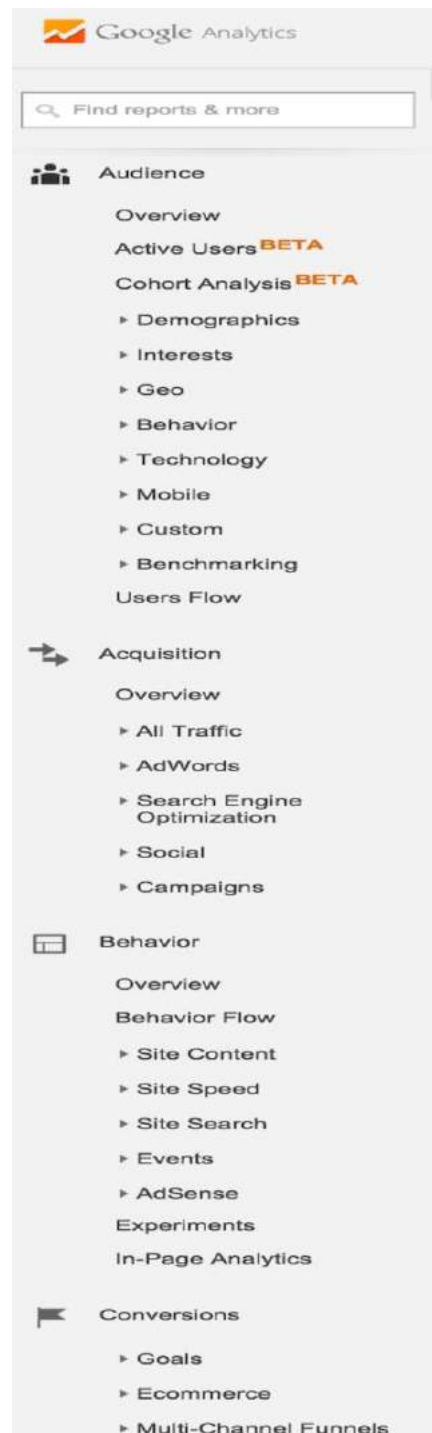 Google Analytics
Find reports & more
Audience
Overview
Active Users BETA
Cohort Analysis BETA
Demographics
Interests
Geo
Behavior
Technology
Mobile
Custom
Benchmarking
Users Flow
Acquisition
Overview
All Traffic
AdWords
Search Engine
Optimization
Social
Campaigns
Behavior
Overview
Behavior Flow
Site Content
Site Speed
Site Search
Events
AdSense
Experiments
In-Page Analytics
Conversions
Goals
Ecommerce
Multi-Channel Funnels